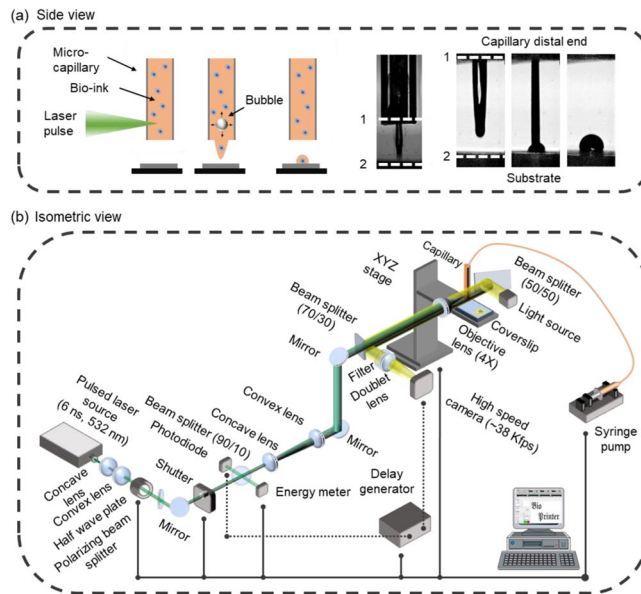 (a) Side view
Micro-
capillary
Bio-ink
Laser
pulse
Bubble
1
2
Capillary distal end
1
2
Substrate
(b) Isometric view
Pulsed laser
source
(6 ns, 532 nm)
Concave
lens
Convex lens
Half wave plate
Polarizing beam
splitter
Mirror
Shutter
Photodiode
Beam splitter (90/10)
Energy meter
Concave lens
Convex lens
Mirror
Mirror
Beam splitter
(70/30)
Filter
Doublet
lens
XYZ
stage
Capillary
Beam splitter
(50/50)
Light source
Coverslip
Objective
lens (4X)
High speed
camera (~38 Kfps)
Delay
generator
Syringe
pump
Bio
Printer